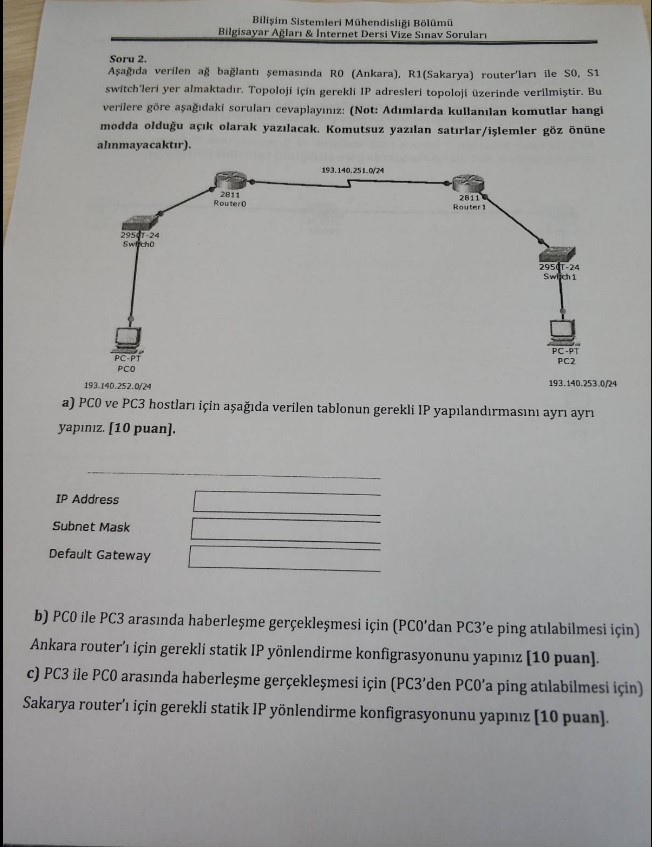 Bilişim Sistemleri Mühendisliği Bölümü
Bilgisayar Ağları & İnternet Dersi Vize Sınav Soruları
Soru 2.
Aşağıda verilen ağ bağlantı şemasında R0 (Ankara), R1(Sakarya) router'ları ile S0, S1
switch'leri yer almaktadır. Topoloji için gerekli IP adresleri topoloji üzerinde verilmiştir. Bu
verilere göre aşağıdaki soruları cevaplayınız: (Not: Adımlarda kullanılan komutlar hangi
modda olduğu açık olarak yazılacak. Komutsuz yazılan satırlar/işlemler göz önüne
alınmayacaktır).
193.140.251.0/24
2811
Router0
2811
Router1
2950T-24
Switch0
2950T-24
Switch1
PC-PT
PC0
PC-PT
PC2
193.140.252.0/24
193.140.253.0/24
a) PC0 ve PC3 hostları için aşağıda verilen tablonun gerekli IP yapılandırmasını ayrı ayrı
yapınız. [10 puan].
IP Address
Subnet Mask
Default Gateway
b) PC0 ile PC3 arasında haberleşme gerçekleşmesi için (PC0'dan PC3'e ping atılabilmesi için)
Ankara router'ı için gerekli statik IP yönlendirme konfigrasyonunu yapınız [10 puan].
c) PC3 ile PC0 arasında haberleşme gerçekleşmesi için (PC3'den PC0'a ping atılabilmesi için)
Sakarya router'ı için gerekli statik IP yönlendirme konfigrasyonunu yapınız [10 puan].